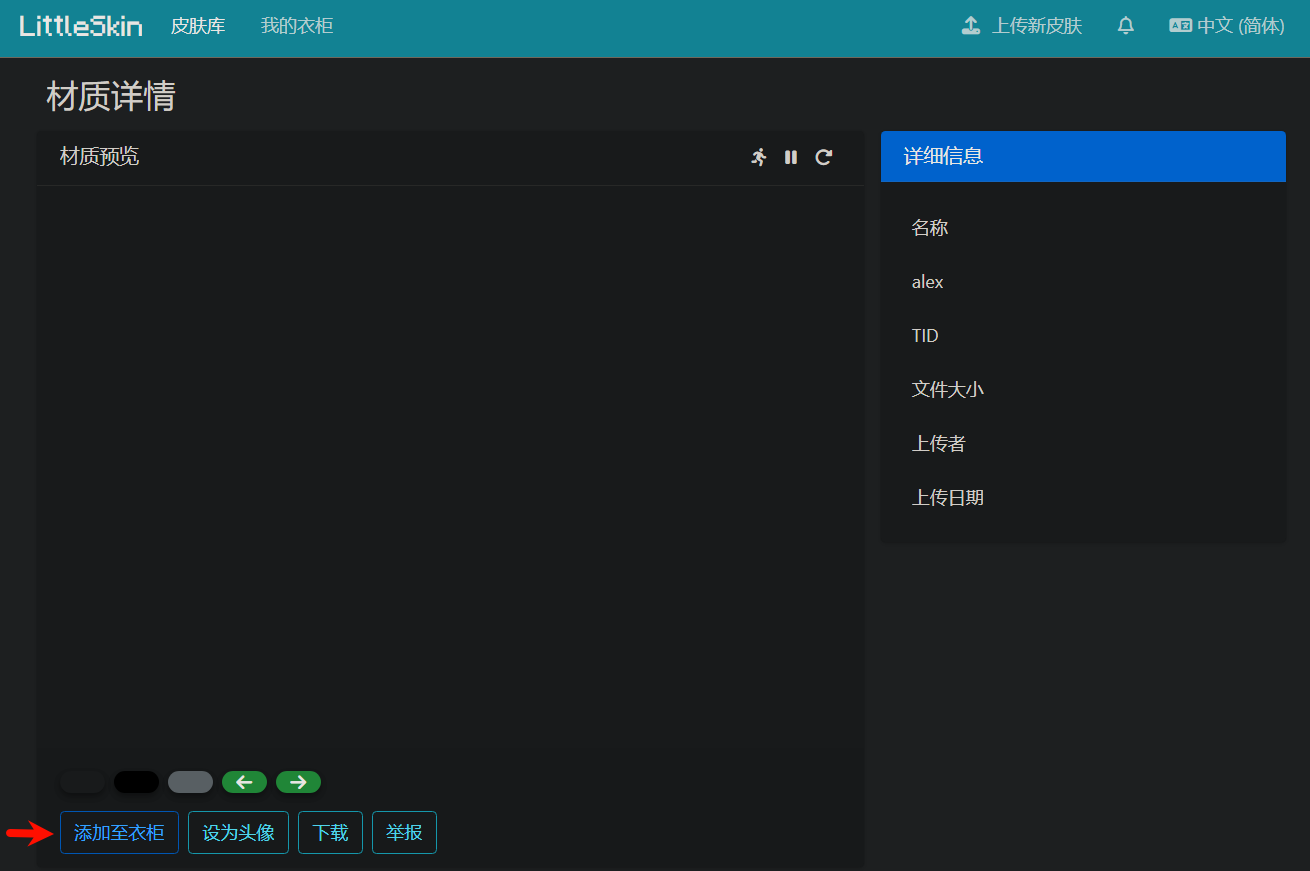 LittleSkin 皮肤库 我的衣柜 上传新皮肤 中文 (简体)
材质详情
材质预览
详细信息
名称
alex
TID
文件大小
上传者
上传日期
添加至衣柜 设为头像 下载 举报